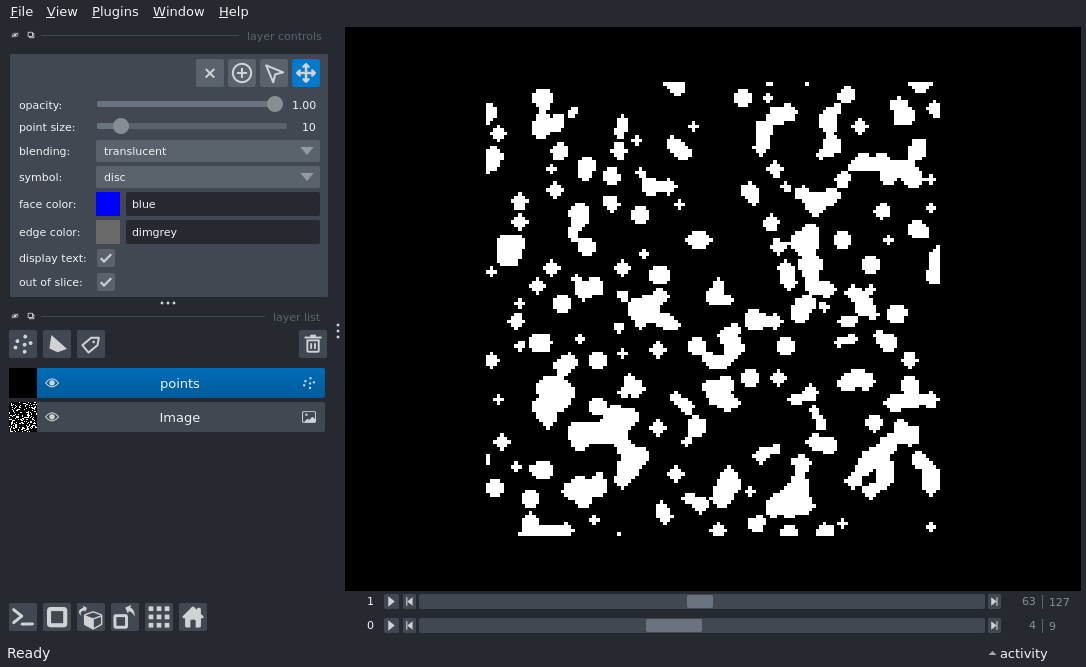 File View Plugins Window Help
layer controls
opacity: 1.00
point size: 10
blending: translucent
symbol: disc
face color: blue
edge color: dimgrey
display text:
out of slice:
layer list
points
Image
1 63 | 127
0 4 | 9
Ready activity